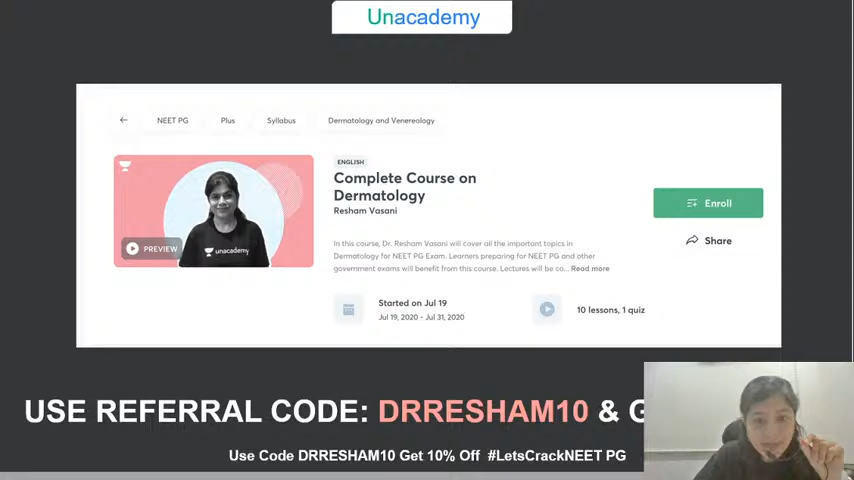 Unacademy
NEET PG Plus Syllabus Dermatology and Venereology
ENGLISH
Complete Course on
Dermatology
Resham Vasani
In this course, Dr. Resham Vasani will cover all the important topics in
Dermatology for NEET PG Exam. Learners preparing for NEET PG and other
government exams will benefit from this course. Lectures will be co... Read more
PREVIEW
unacademy
Enroll
Share
Started on Jul 19
Jul 19, 2020 - Jul 31, 2020
10 lessons, 1 quiz
USE REFERRAL CODE: DRRESHAM10 & G
Use Code DRRESHAM10 Get 10% Off #LetsCrackNEET PG